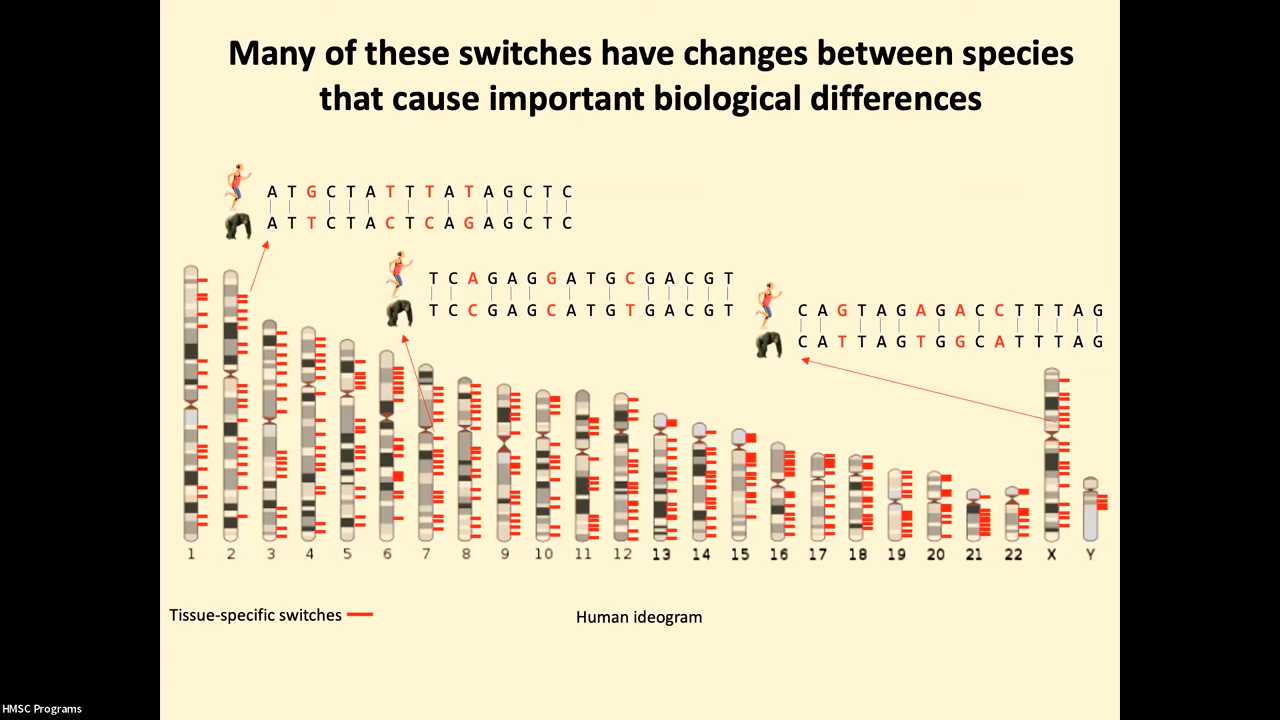 Many of these switches have changes between species
that cause important biological differences
A T G C T A T T T A T A G C T C
A T T C T A C T C A G A G C T C
T C A G A G G A T G C G A C G T
T C C G A G C A T G T G A C G T
C A G T A G A G A C C T T T A G
C A T T A G T G G C A T T T A G
1 2 3 4 5 6 7 8 9 10 11 12 13 14 15 16 17 18 19 20 21 22 X Y
Tissue-specific switches
Human ideogram
HMSC Programs